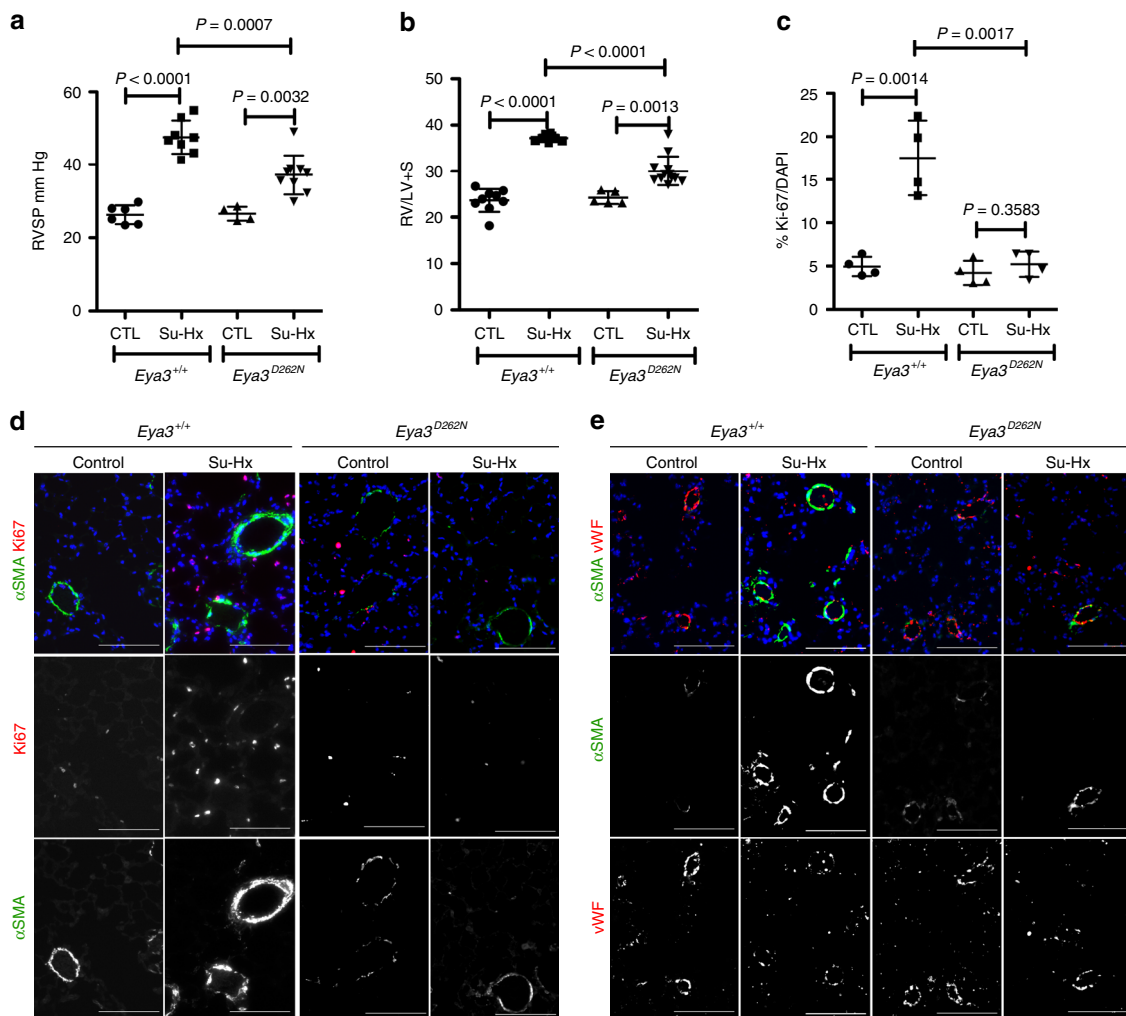 a
P = 0.0007
P < 0.0001
P = 0.0032
RVSP mm Hg
60
40
20
0
CTL Su-Hx CTL Su-Hx
Eya3+/+ Eya3D262N
b
P < 0.0001
P < 0.0001
P = 0.0013
RV/LV+S
50
40
30
20
10
0
CTL Su-Hx CTL Su-Hx
Eya3+/+ Eya3D262N
c
P = 0.0017
P = 0.0014
P = 0.3583
% Ki-67/DAPI
25
20
15
10
5
0
CTL Su-Hx CTL Su-Hx
Eya3+/+ Eya3D262N
d
Eya3+/+ Eya3D262N
Control Su-Hx Control Su-Hx
αSMA Ki67
Ki67
αSMA
e
Eya3+/+ Eya3D262N
Control Su-Hx Control Su-Hx
αSMA vWF
αSMA
vWF